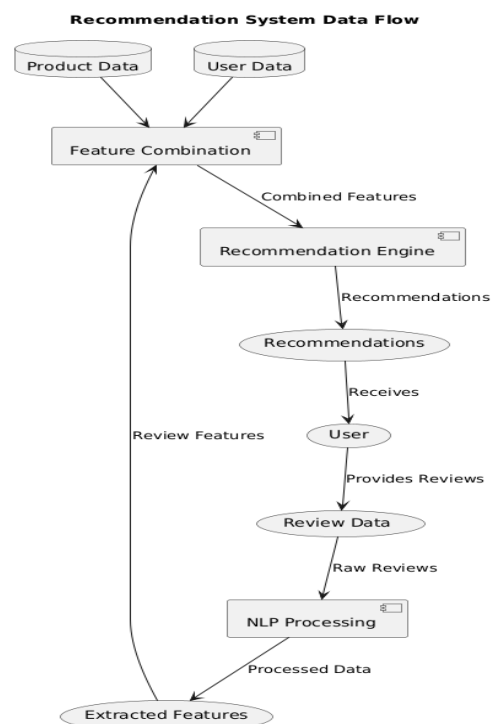 Recommendation System Data Flow
Product Data
User Data
Feature Combination
Combined Features
Recommendation Engine
Recommendations
Recommendations
Receives
User
Review Features
Provides Reviews
Review Data
Raw Reviews
NLP Processing
Processed Data
Extracted Features